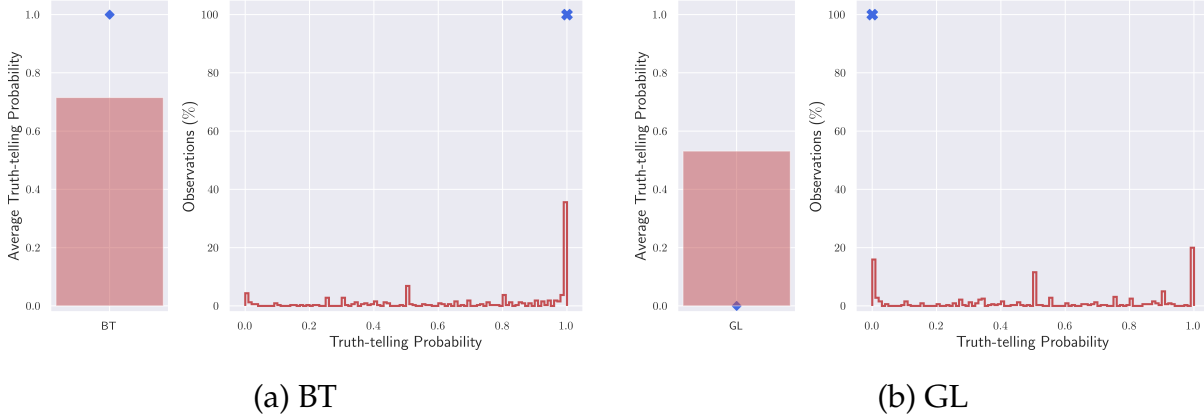 Average Truth-telling Probability
1.0
0.8
0.6
0.4
0.2
0.0
BT
Observations (%)
100
80
60
40
20
0
0.0 0.2 0.4 0.6 0.8 1.0
Truth-telling Probability
(a) BT
Average Truth-telling Probability
1.0
0.8
0.6
0.4
0.2
0.0
GL
Observations (%)
100
80
60
40
20
0
0.0 0.2 0.4 0.6 0.8 1.0
Truth-telling Probability
(b) GL